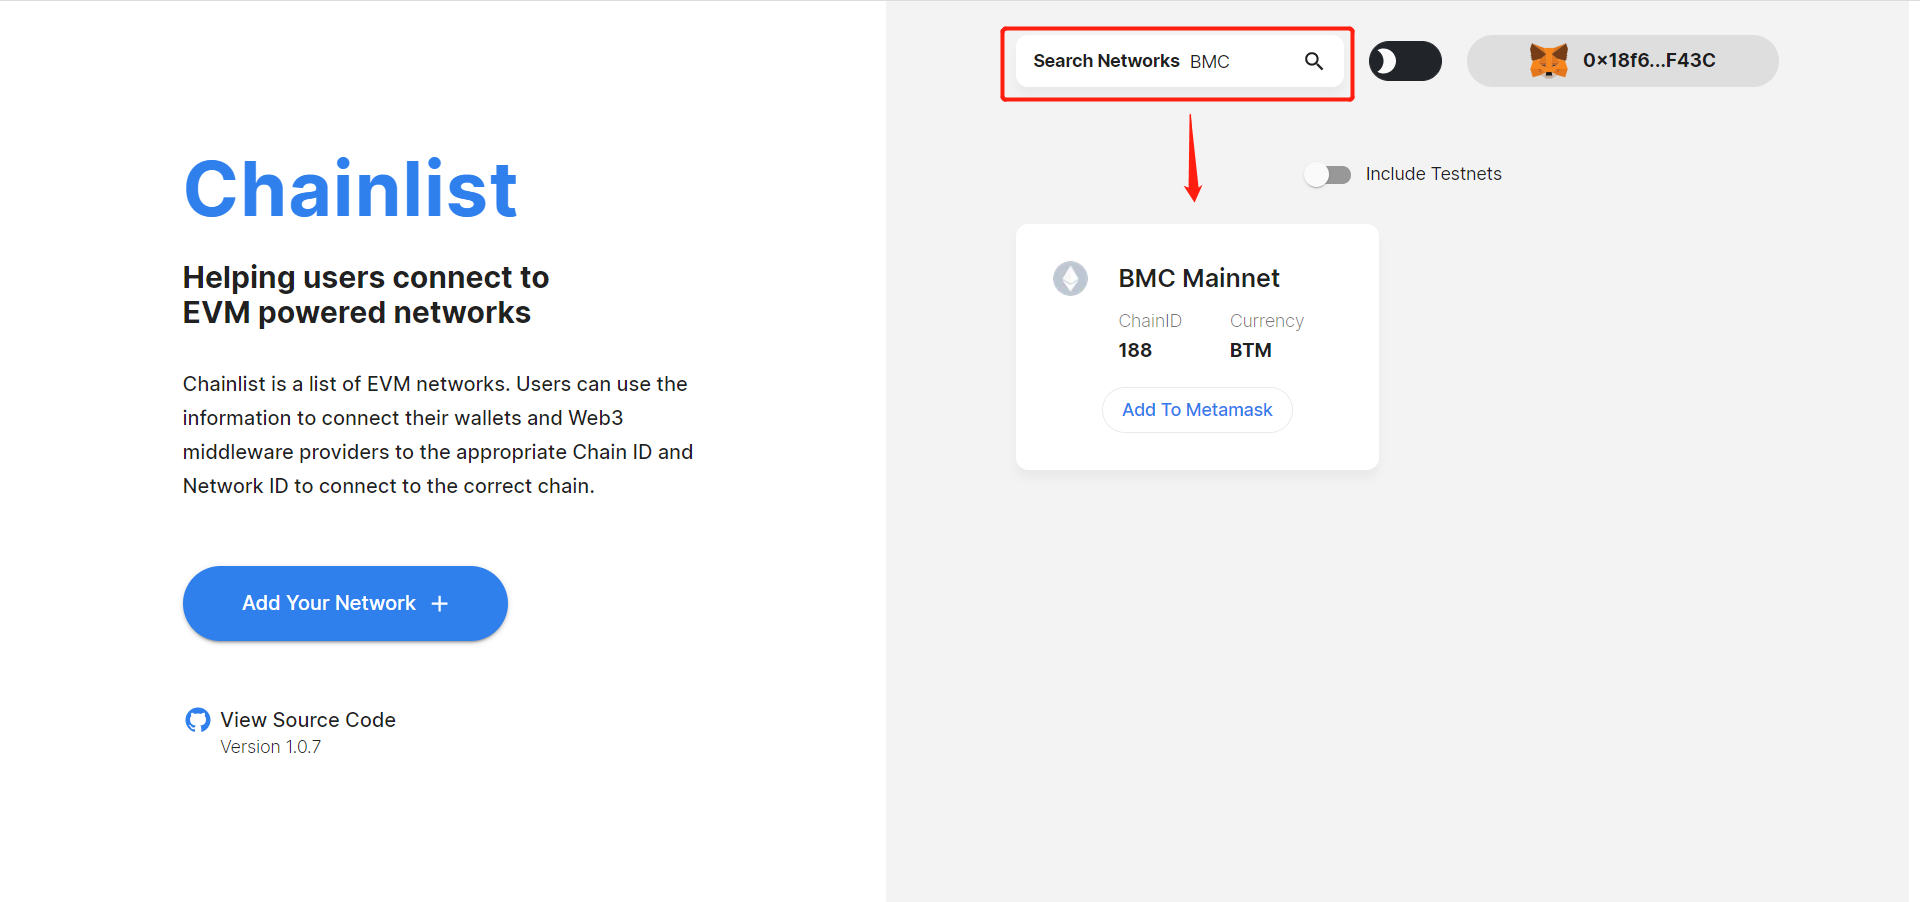 Search Networks BMC
0×18f6...F43C
Include Testnets
Chainlist
Helping users connect to
EVM powered networks
Chainlist is a list of EVM networks. Users can use the
information to connect their wallets and Web3
middleware providers to the appropriate Chain ID and
Network ID to connect to the correct chain.
Add Your Network +
View Source Code
Version 1.0.7
BMC Mainnet
ChainID Currency
188 BTM
Add To Metamask